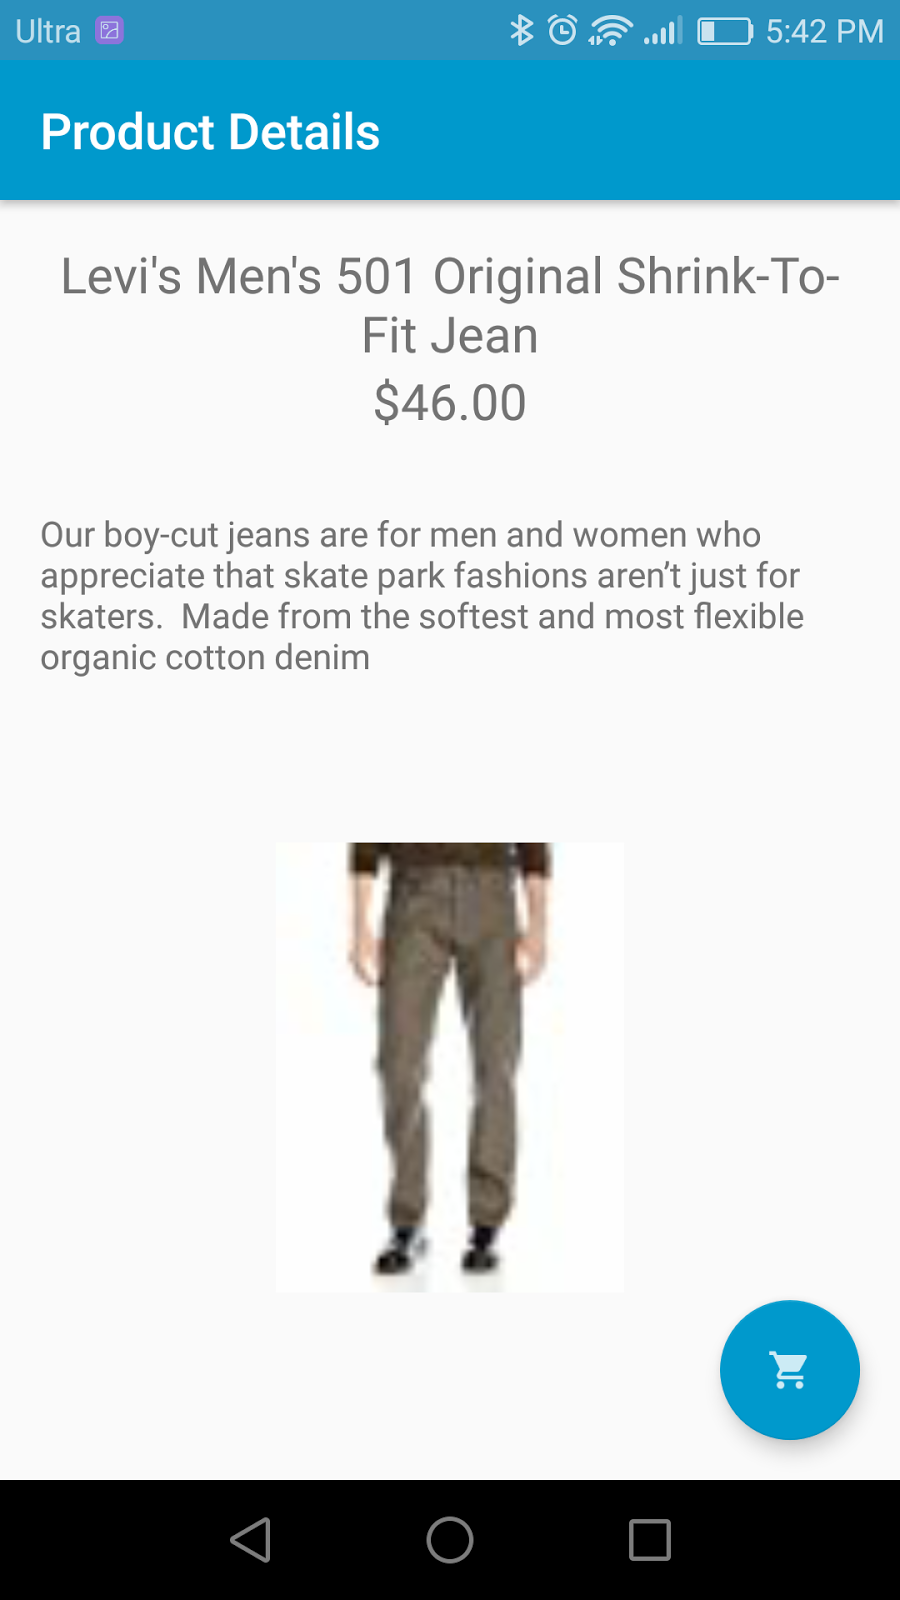 Ultra
5:42 PM
Product Details
Levi's Men's 501 Original Shrink-To-
Fit Jean
$46.00
Our boy-cut jeans are for men and women who
appreciate that skate park fashions aren’t just for
skaters.  Made from the softest and most flexible
organic cotton denim